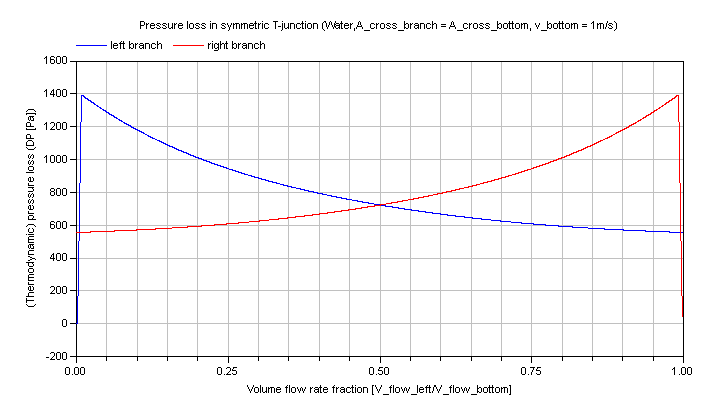 Pressure loss in symmetric T-junction (Water,A_cross_branch = A_cross_bottom, v_bottom = 1m/s)
left branch right branch
1600
1400
1200
1000
800
600
400
200
0
-200
(Thermodynamic) pressure loss (DP [Pa])
0.00 0.25 0.50 0.75 1.00
Volume flow rate fraction [V_flow_left/V_flow_bottom]